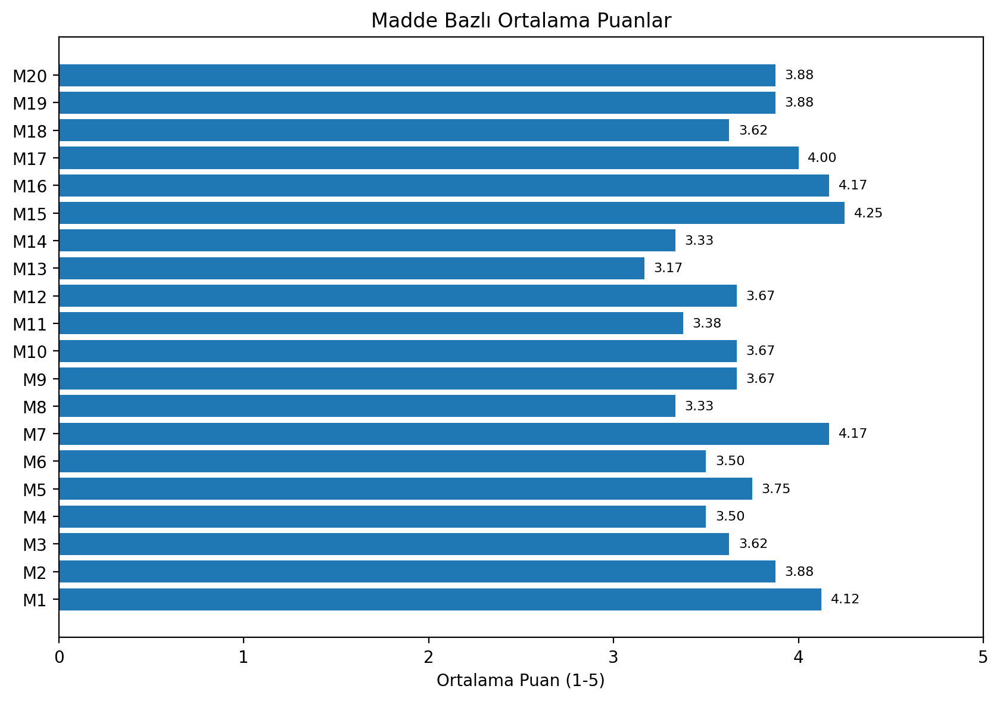 Madde Bazlı Ortalama Puanlar
M20 3.88
M19 3.88
M18 3.62
M17 4.00
M16 4.17
M15 4.25
M14 3.33
M13 3.17
M12 3.67
M11 3.38
M10 3.67
M9 3.67
M8 3.33
M7 4.17
M6 3.50
M5 3.75
M4 3.50
M3 3.62
M2 3.88
M1 4.12
0 1 2 3 4 5
Ortalama Puan (1-5)